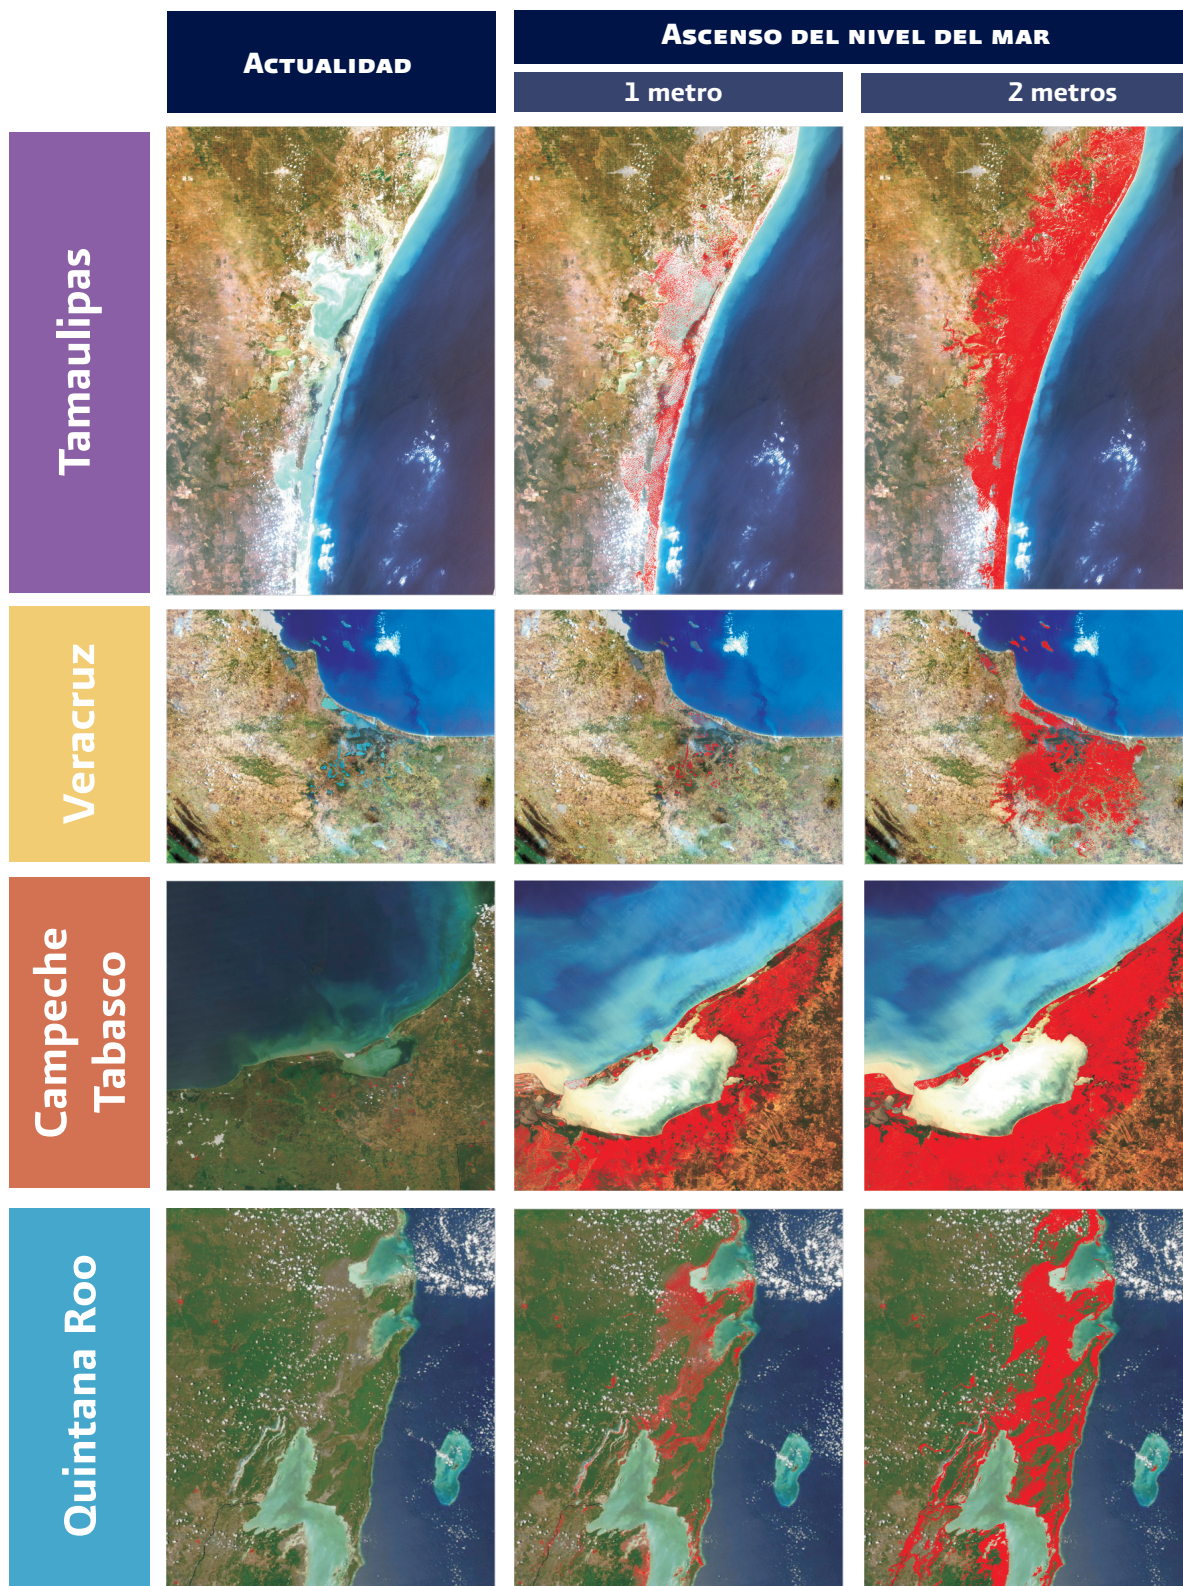 Actualidad
Ascenso del nivel del mar
1 metro
2 metros
Tamaulipas
Veracruz
Campeche
Tabasco
Quintana Roo